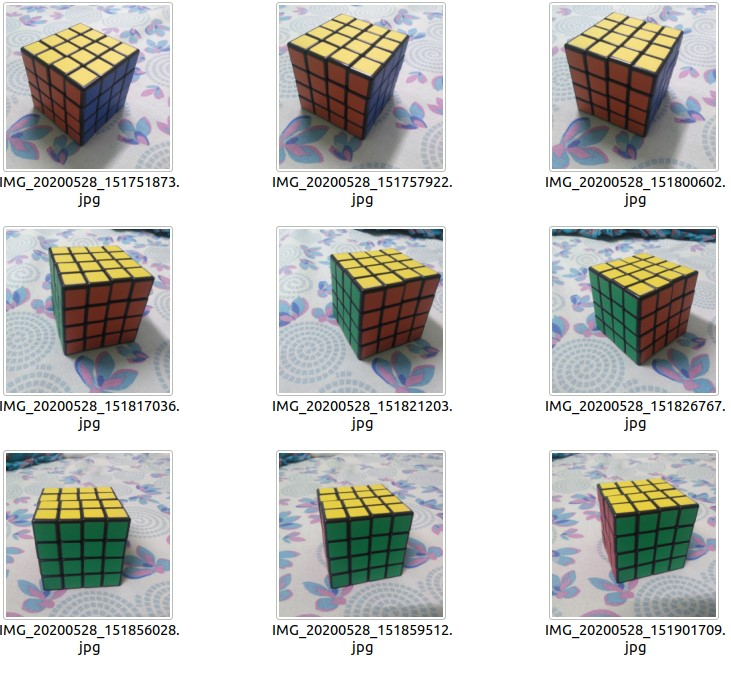 IMG_20200528_151751873.
jpg
IMG_20200528_151757922.
jpg
IMG_20200528_151800602.
jpg
IMG_20200528_151817036.
jpg
IMG_20200528_151821203.
jpg
IMG_20200528_151826767.
jpg
IMG_20200528_151856028.
jpg
IMG_20200528_151859512.
jpg
IMG_20200528_151901709.
jpg